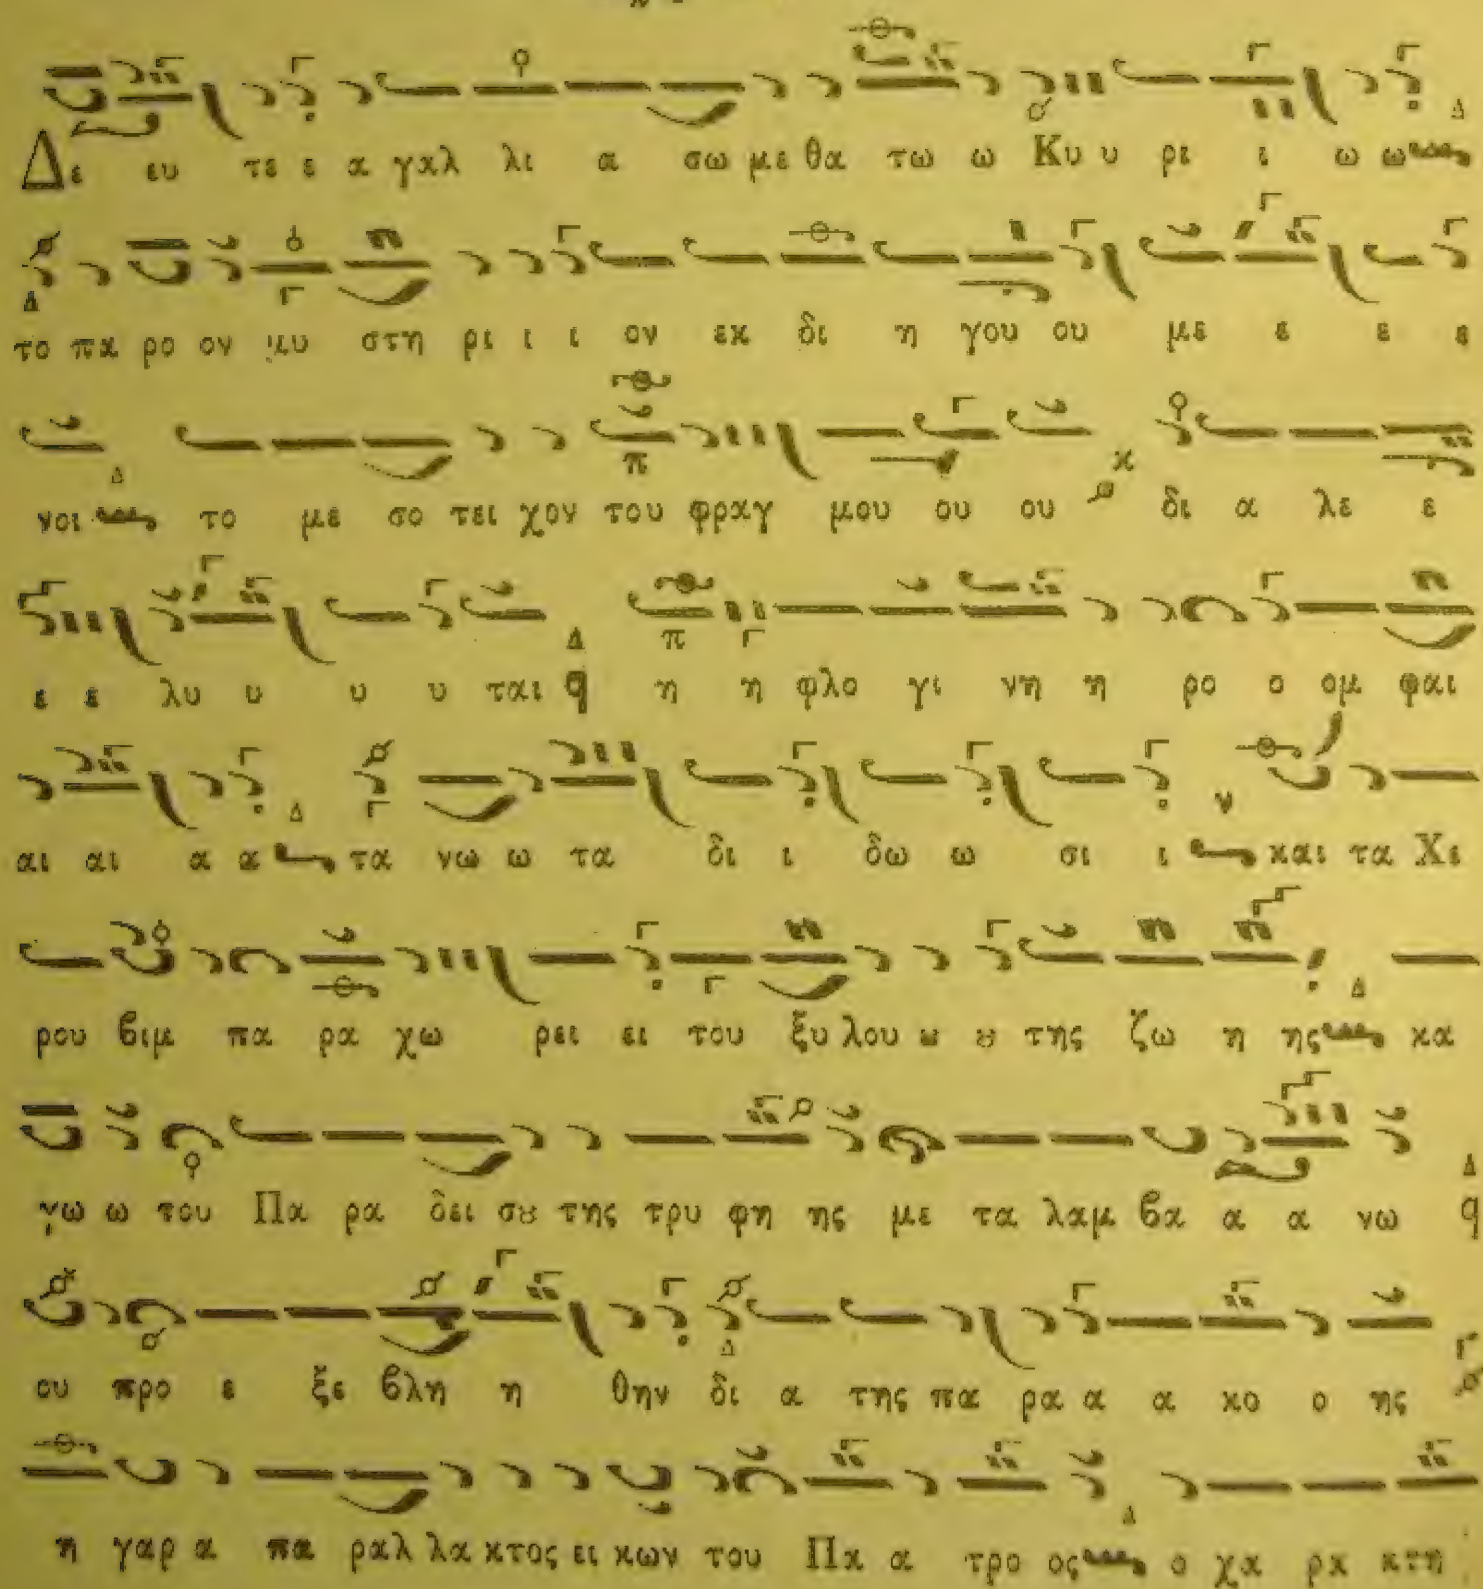 Δε ευ τε ε α γαλ λι α σω με θα τω ω Κυ υ ρι ι ω ω
το πα ρο ον μυ στη ρι ι ι ον εκ δι η γου ου με ε ε ε
νοι το με σο τει χον του φραγ μου ου ου δι α λε ε
ε ε λυ υ υ υ ται η η φλο γι νη η ρο ο ομ φαι
αι αι α α τα νω ω τα δι ι δω ω σι ι και τα Χε
ρου βιμ πα ρα χω ρει ει του ξυ λου ȣ ȣ της ζω η ης κα
γω ω του Πα ρα δει σȣ της τρυ φη ης με τα λαμ βα α α νω
ου προ ε ξε βλη η θην δι α της πα ρα α α κο ο ης
η γαρ α πα ραλ λα κτος ει κων του Πα α τρο ος ο χα ρα κτη